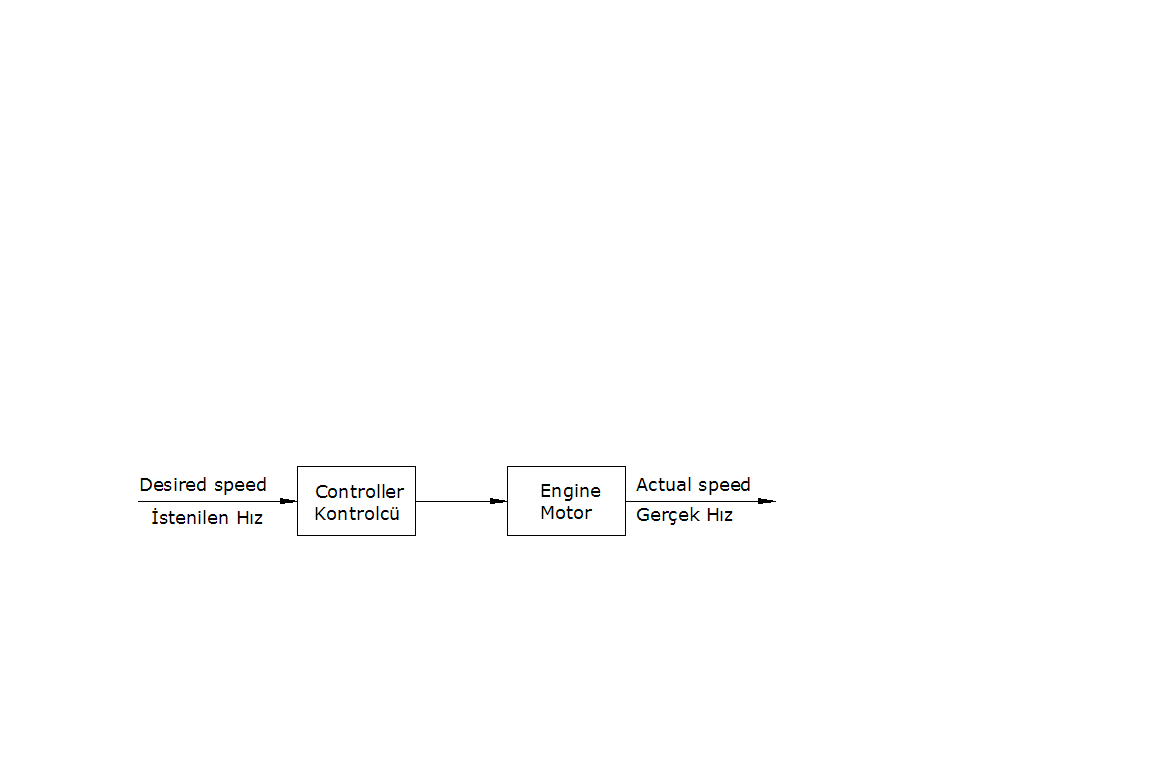 Desired speed
İstenilen Hız
Controller
Kontrolcü
Engine
Motor
Actual speed
Gerçek Hız